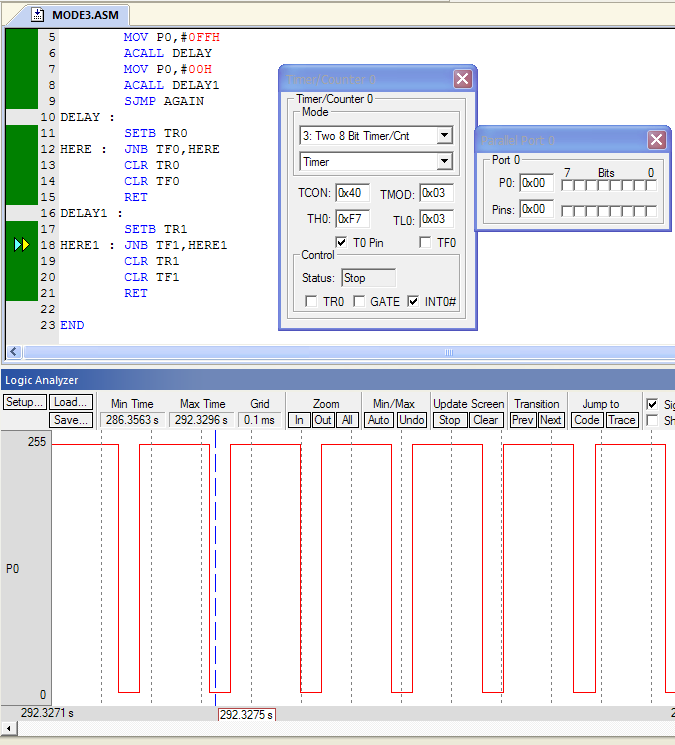 MODE3.ASM
5 MOV P0,#0FFH
6 ACALL DELAY
7 MOV P0,#00H
8 ACALL DELAY1
9 SJMP AGAIN
10 DELAY :
11 SETB TR0
12 HERE : JNB TF0,HERE
13 CLR TR0
14 CLR TF0
15 RET
16 DELAY1 :
17 SETB TR1
18 HERE1 : JNB TF1,HERE1
19 CLR TR1
20 CLR TF1
21 RET
22
23 END
Timer/Counter 0
Timer/Counter 0
Mode
3: Two 8 Bit Timer/Cnt
Timer
TCON: 0x40 TMOD: 0x03
TH0: 0xF7 TL0: 0x03
T0 Pin TF0
Control
Status: Stop
TR0 GATE INT0#
Parallel Port 0
Port 0
7 Bits 0
P0: 0x00
Pins: 0x00
Logic Analyzer
Setup... Load... Min Time Max Time Grid Zoom Min/Max Update Screen Transition Jump to
Save... 286.3563 s 292.3296 s 0.1 ms In Out All Auto Undo Stop Clear Prev Next Code Trace
255
P0
0
292.3271 s 292.3275 s